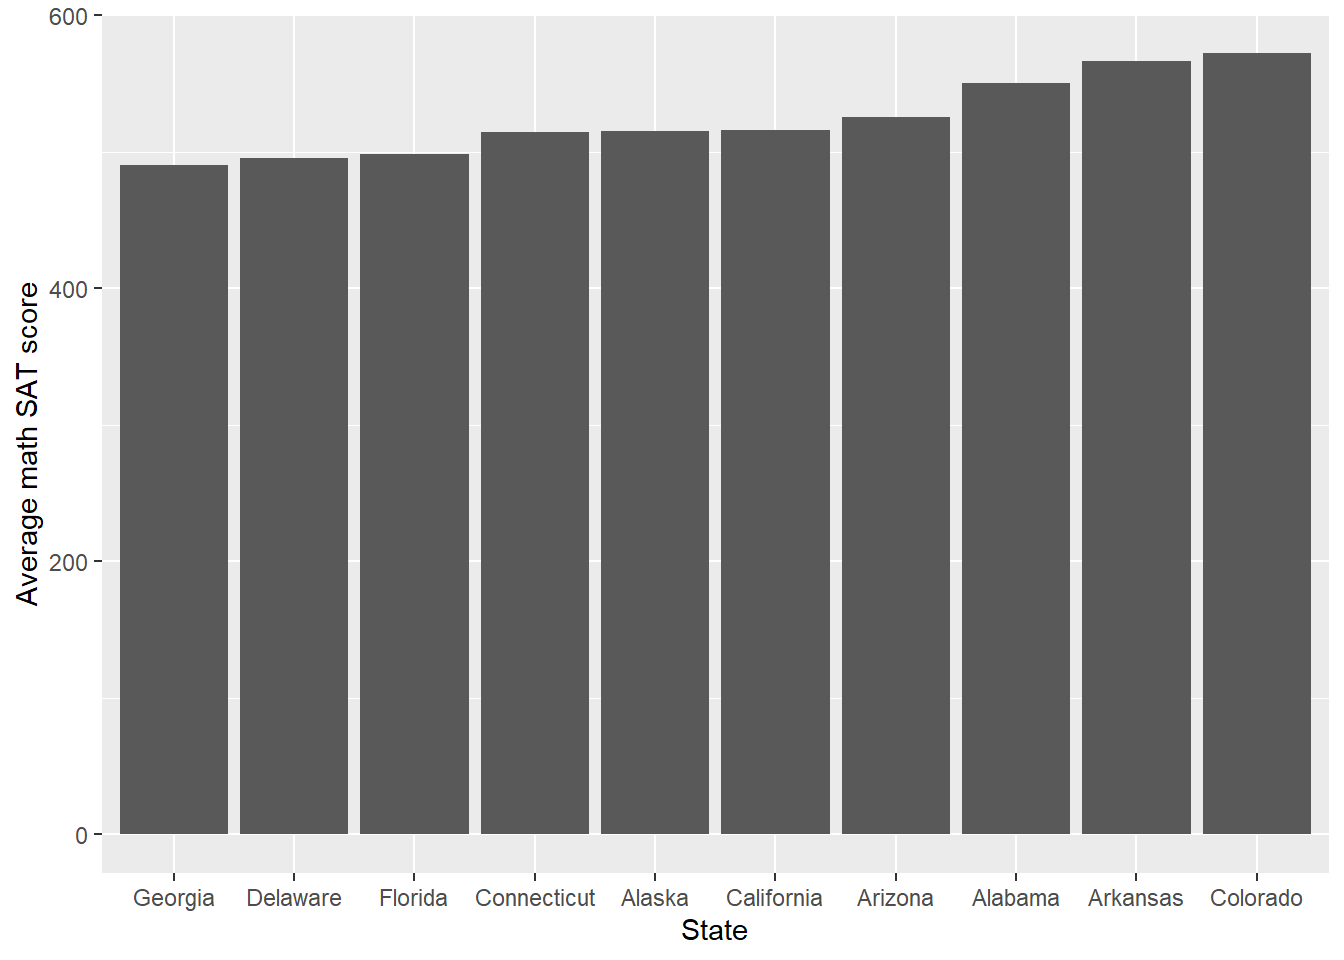 600
400
200
0
Average math SAT score
Georgia Delaware Florida Connecticut Alaska California Arizona Alabama Arkansas Colorado
State